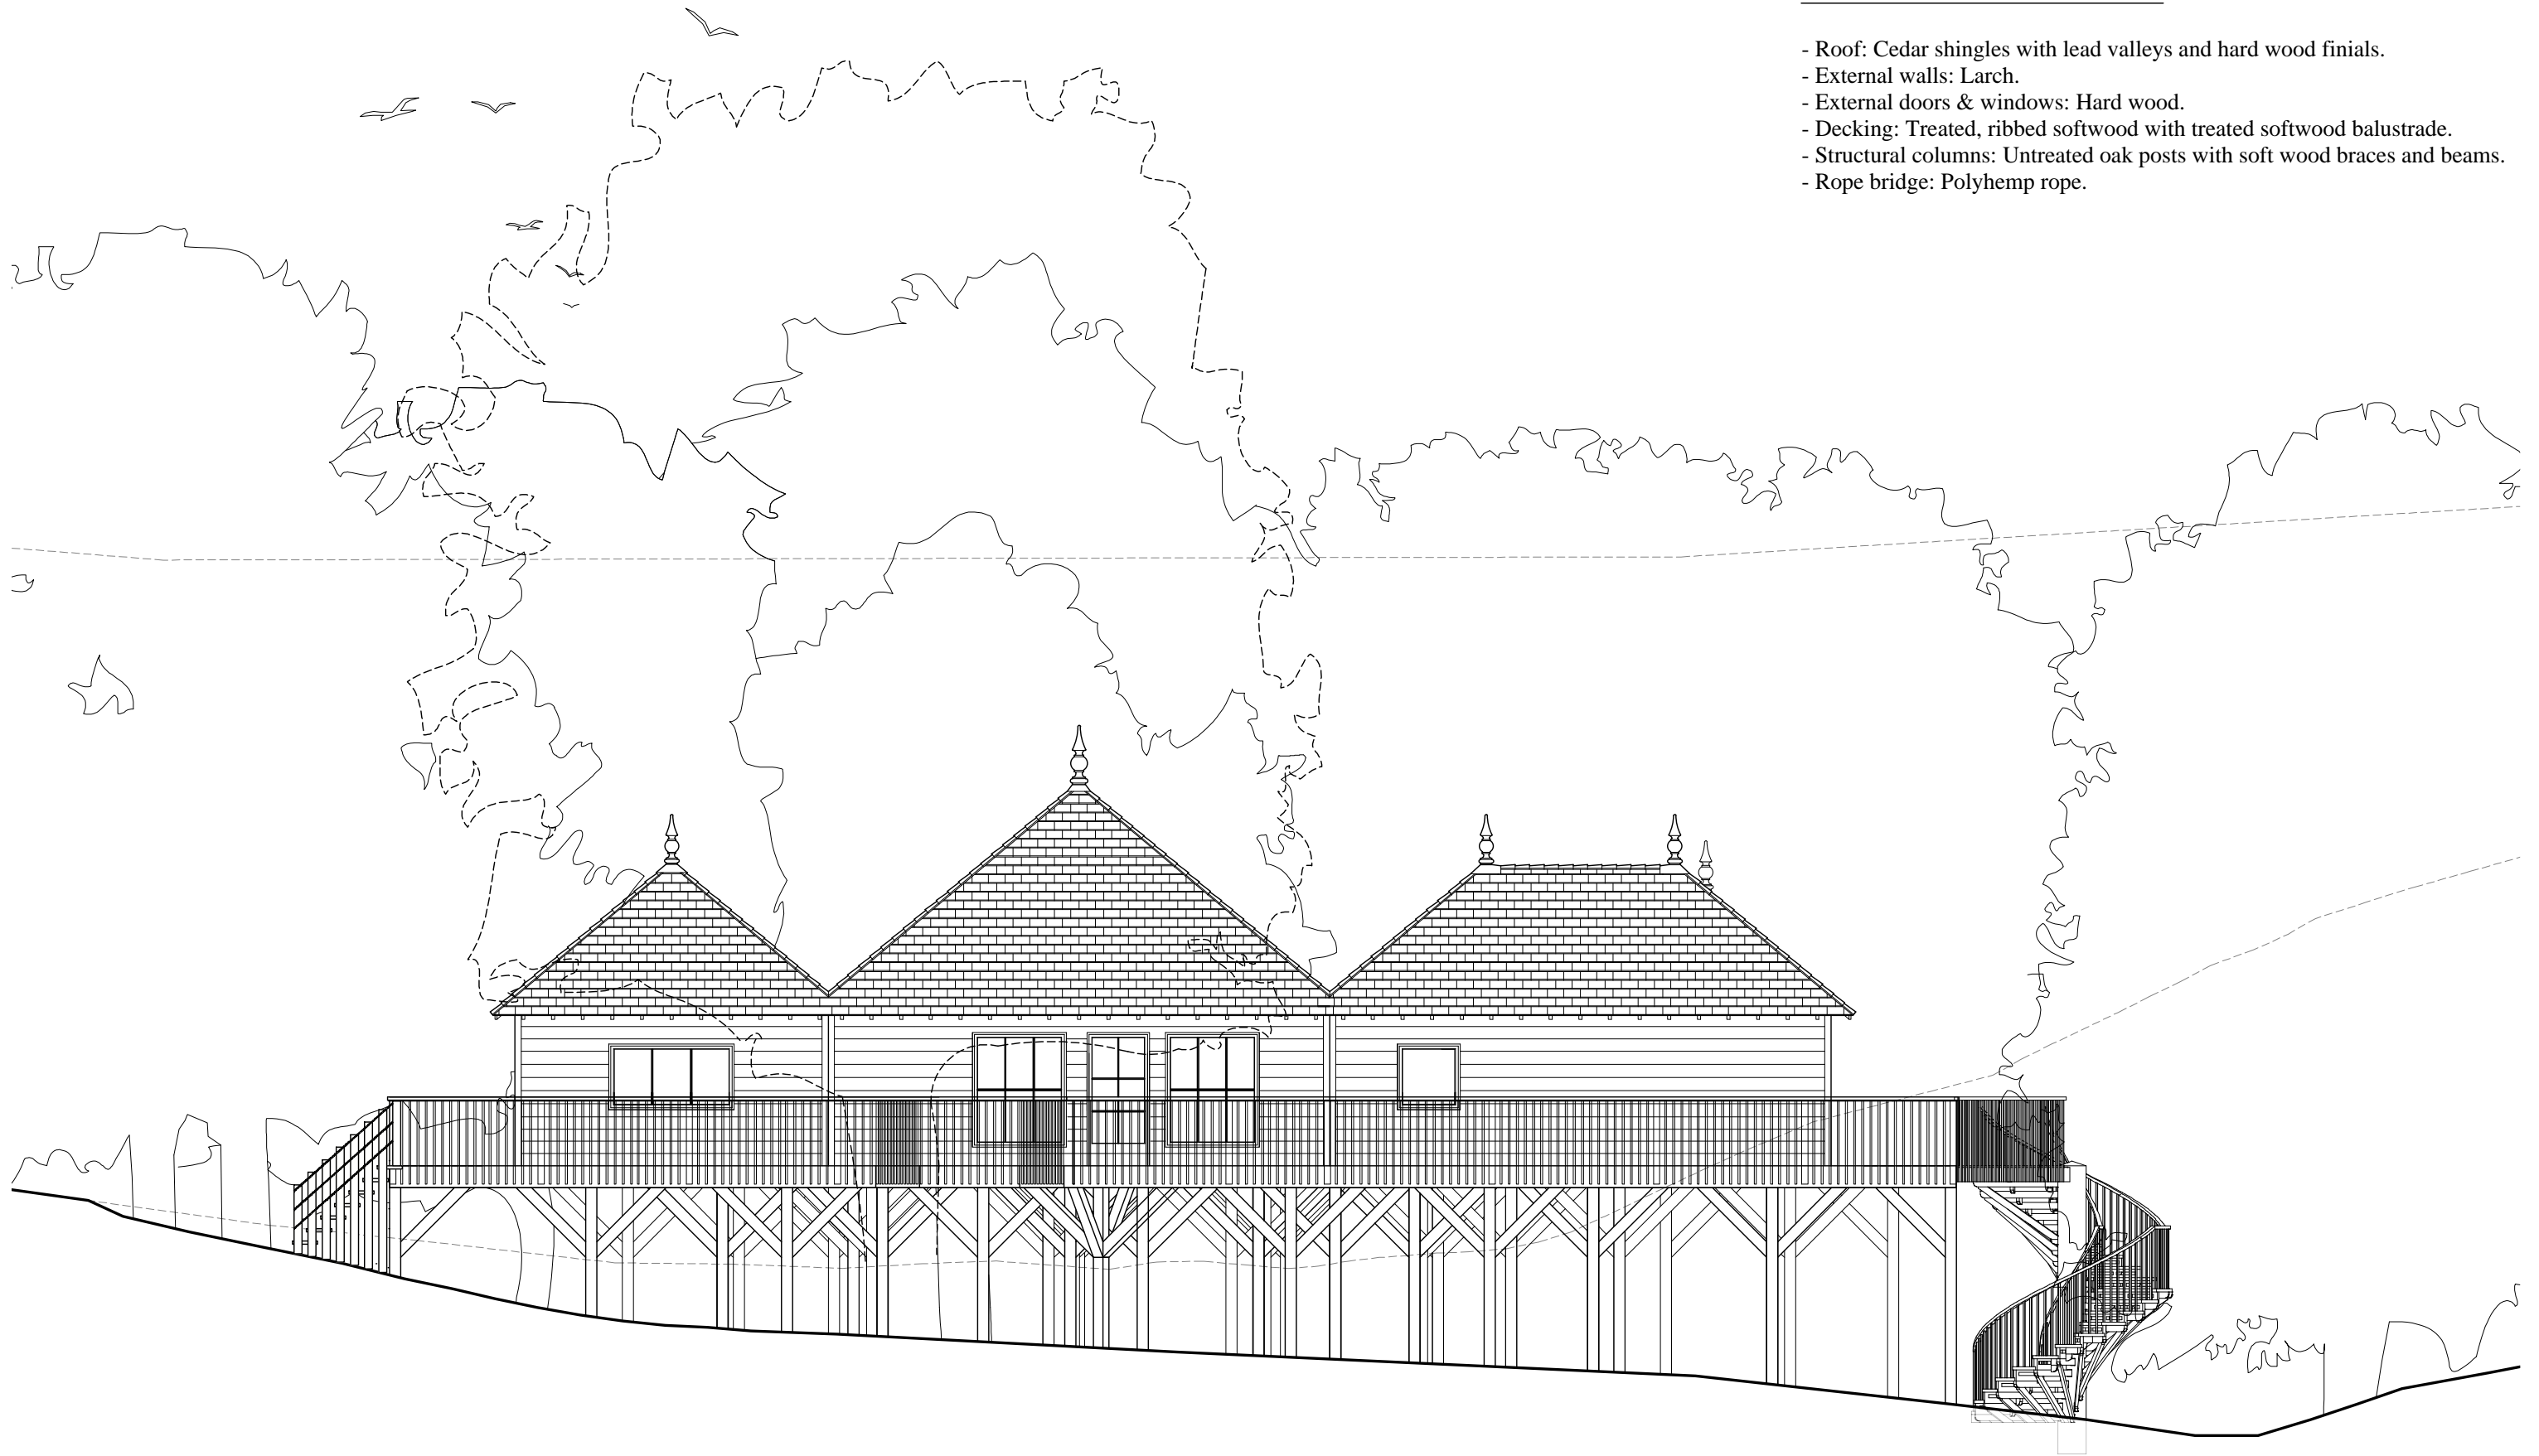 - Roof: Cedar shingles with lead valleys and hard wood finials.
- External walls: Larch.
- External doors & windows: Hard wood.
- Decking: Treated, ribbed softwood with treated softwood balustrade.
- Structural columns: Untreated oak posts with soft wood braces and beams.
- Rope bridge: Polyhemp rope.